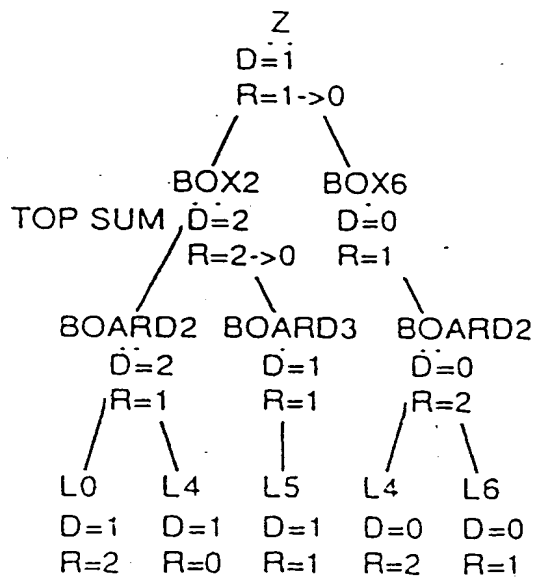 Z
D=1
R=1->0
BOX2 BOX6
TOP SUM D=2 D=0
R=2->0 R=1
BOARD2 BOARD3 BOARD2
D=2 D=1 D=0
R=1 R=1 R=2
L0 L4 L5 L4 L6
D=1 D=1 D=1 D=0 D=0
R=2 R=0 R=1 R=2 R=1